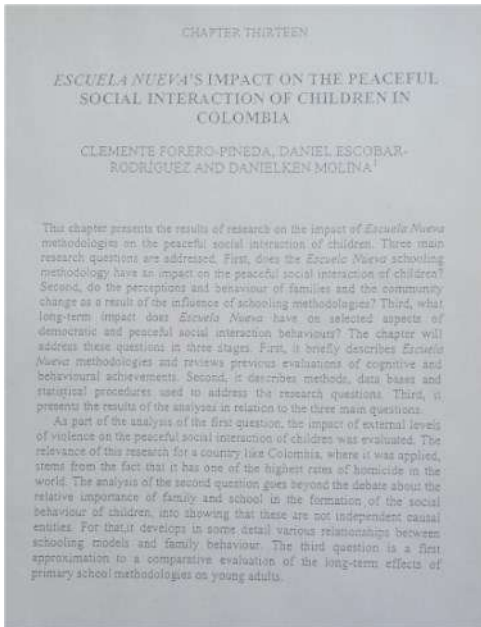 CHAPTER THIRTEEN
ESCUELA NUEVA'S IMPACT ON THE PEACEFUL
SOCIAL INTERACTION OF CHILDREN IN
COLOMBIA
CLEMENTE FORERO-PINEDA, DANIEL ESCOBAR-
RODRÍGUEZ AND DANIELKEN MOLINA1
This chapter presents the results of research on the impact of Escuela Nueva
methodologies on the peaceful social interaction of children. Three main
research questions are addressed. First, does the Escuela Nueva schooling
methodology have an impact on the peaceful social interaction of children?
Second, do the perceptions and behaviour of families and the community
change as a result of the influence of schooling methodologies? Third, what
long-term impact does Escuela Nueva have on selected aspects of
democratic and peaceful social interaction behaviours? The chapter will
address these questions in three stages. First, it briefly describes Escuela
Nueva methodologies and reviews previous evaluations of cognitive and
behavioural achievements. Second, it describes methods, data bases and
statistical procedures used to address the research questions. Third, it
presents the results of the analyses in relation to the three main questions.
As part of the analysis of the first question, the impact of external levels
of violence on the peaceful social interaction of children was evaluated. The
relevance of this research for a country like Colombia, where it was applied,
stems from the fact that it has one of the highest rates of homicide in the
world. The analysis of the second question goes beyond the debate about the
relative importance of family and school in the formation of the social
behaviour of children, into showing that these are not independent causal
entities. For that,it develops in some detail various relationships between
schooling models and family behaviour. The third question is a first
approximation to a comparative evaluation of the long-term effects of
primary school methodologies on young adults.